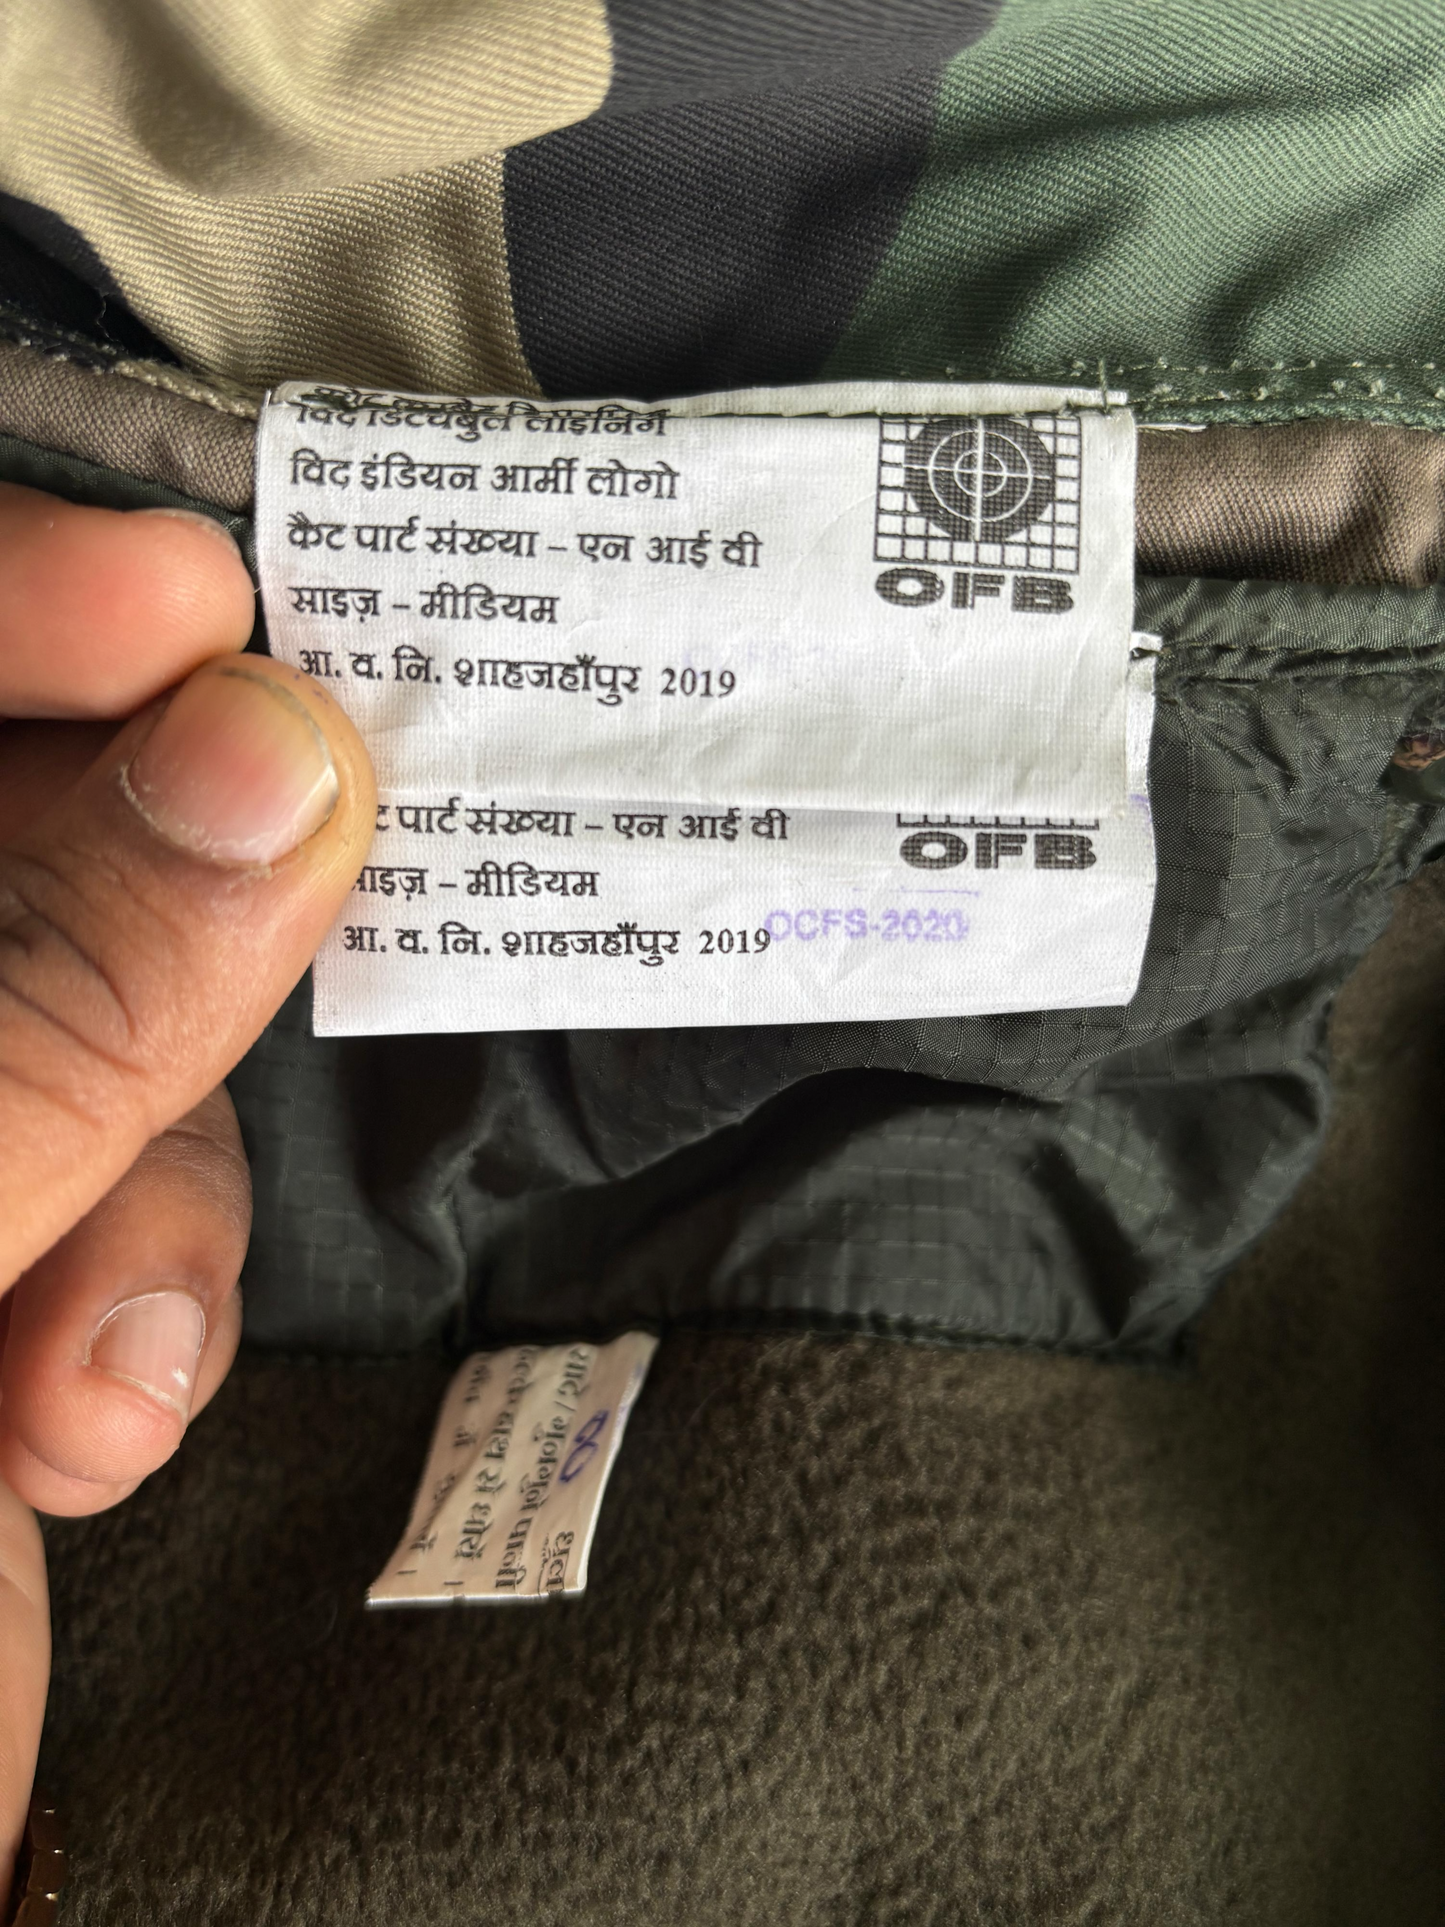 कोट कॉम्बेट
विद डिटैचेबुल लाइनिंग
विद इंडियन आर्मी लोगो
कैट पार्ट संख्या – एन आई वी
साइज़ – मीडियम
आ. व. नि. शाहजहाँपुर 2019
OFB
पार्ट संख्या – एन आई वी
साइज़ – मीडियम
आ. व. नि. शाहजहाँपुर 2019
OFB
OCFS-2020